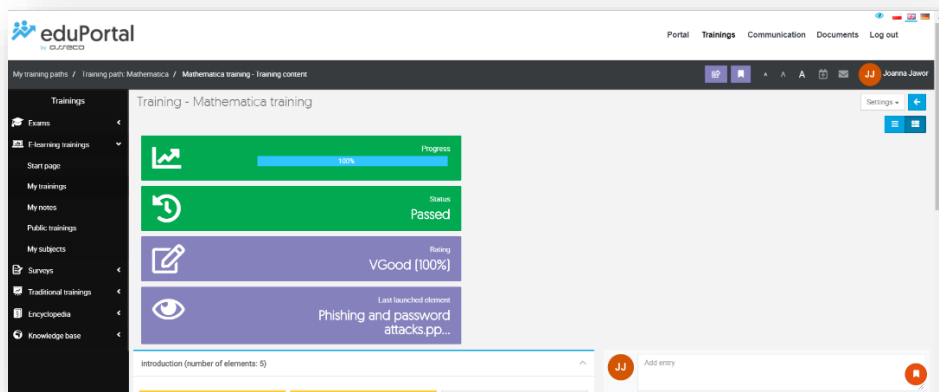 eduPortal
by asseco
Portal Trainings Communication Documents Log out
My training paths / Training path: Mathematica / Mathematica training - Training content
A A A
JJ Joanna Jawor
Trainings
Exams
E-learning trainings
Start page
My trainings
My notes
Public trainings
My subjects
Surveys
Traditional trainings
Encyclopedia
Knowledge base
Training - Mathematica training
Settings
Progress
100%
Status
Passed
Rating
VGood (100%)
Last launched element
Phishing and password
attacks.pp...
introduction (number of elements: 5)
JJ
Add entry